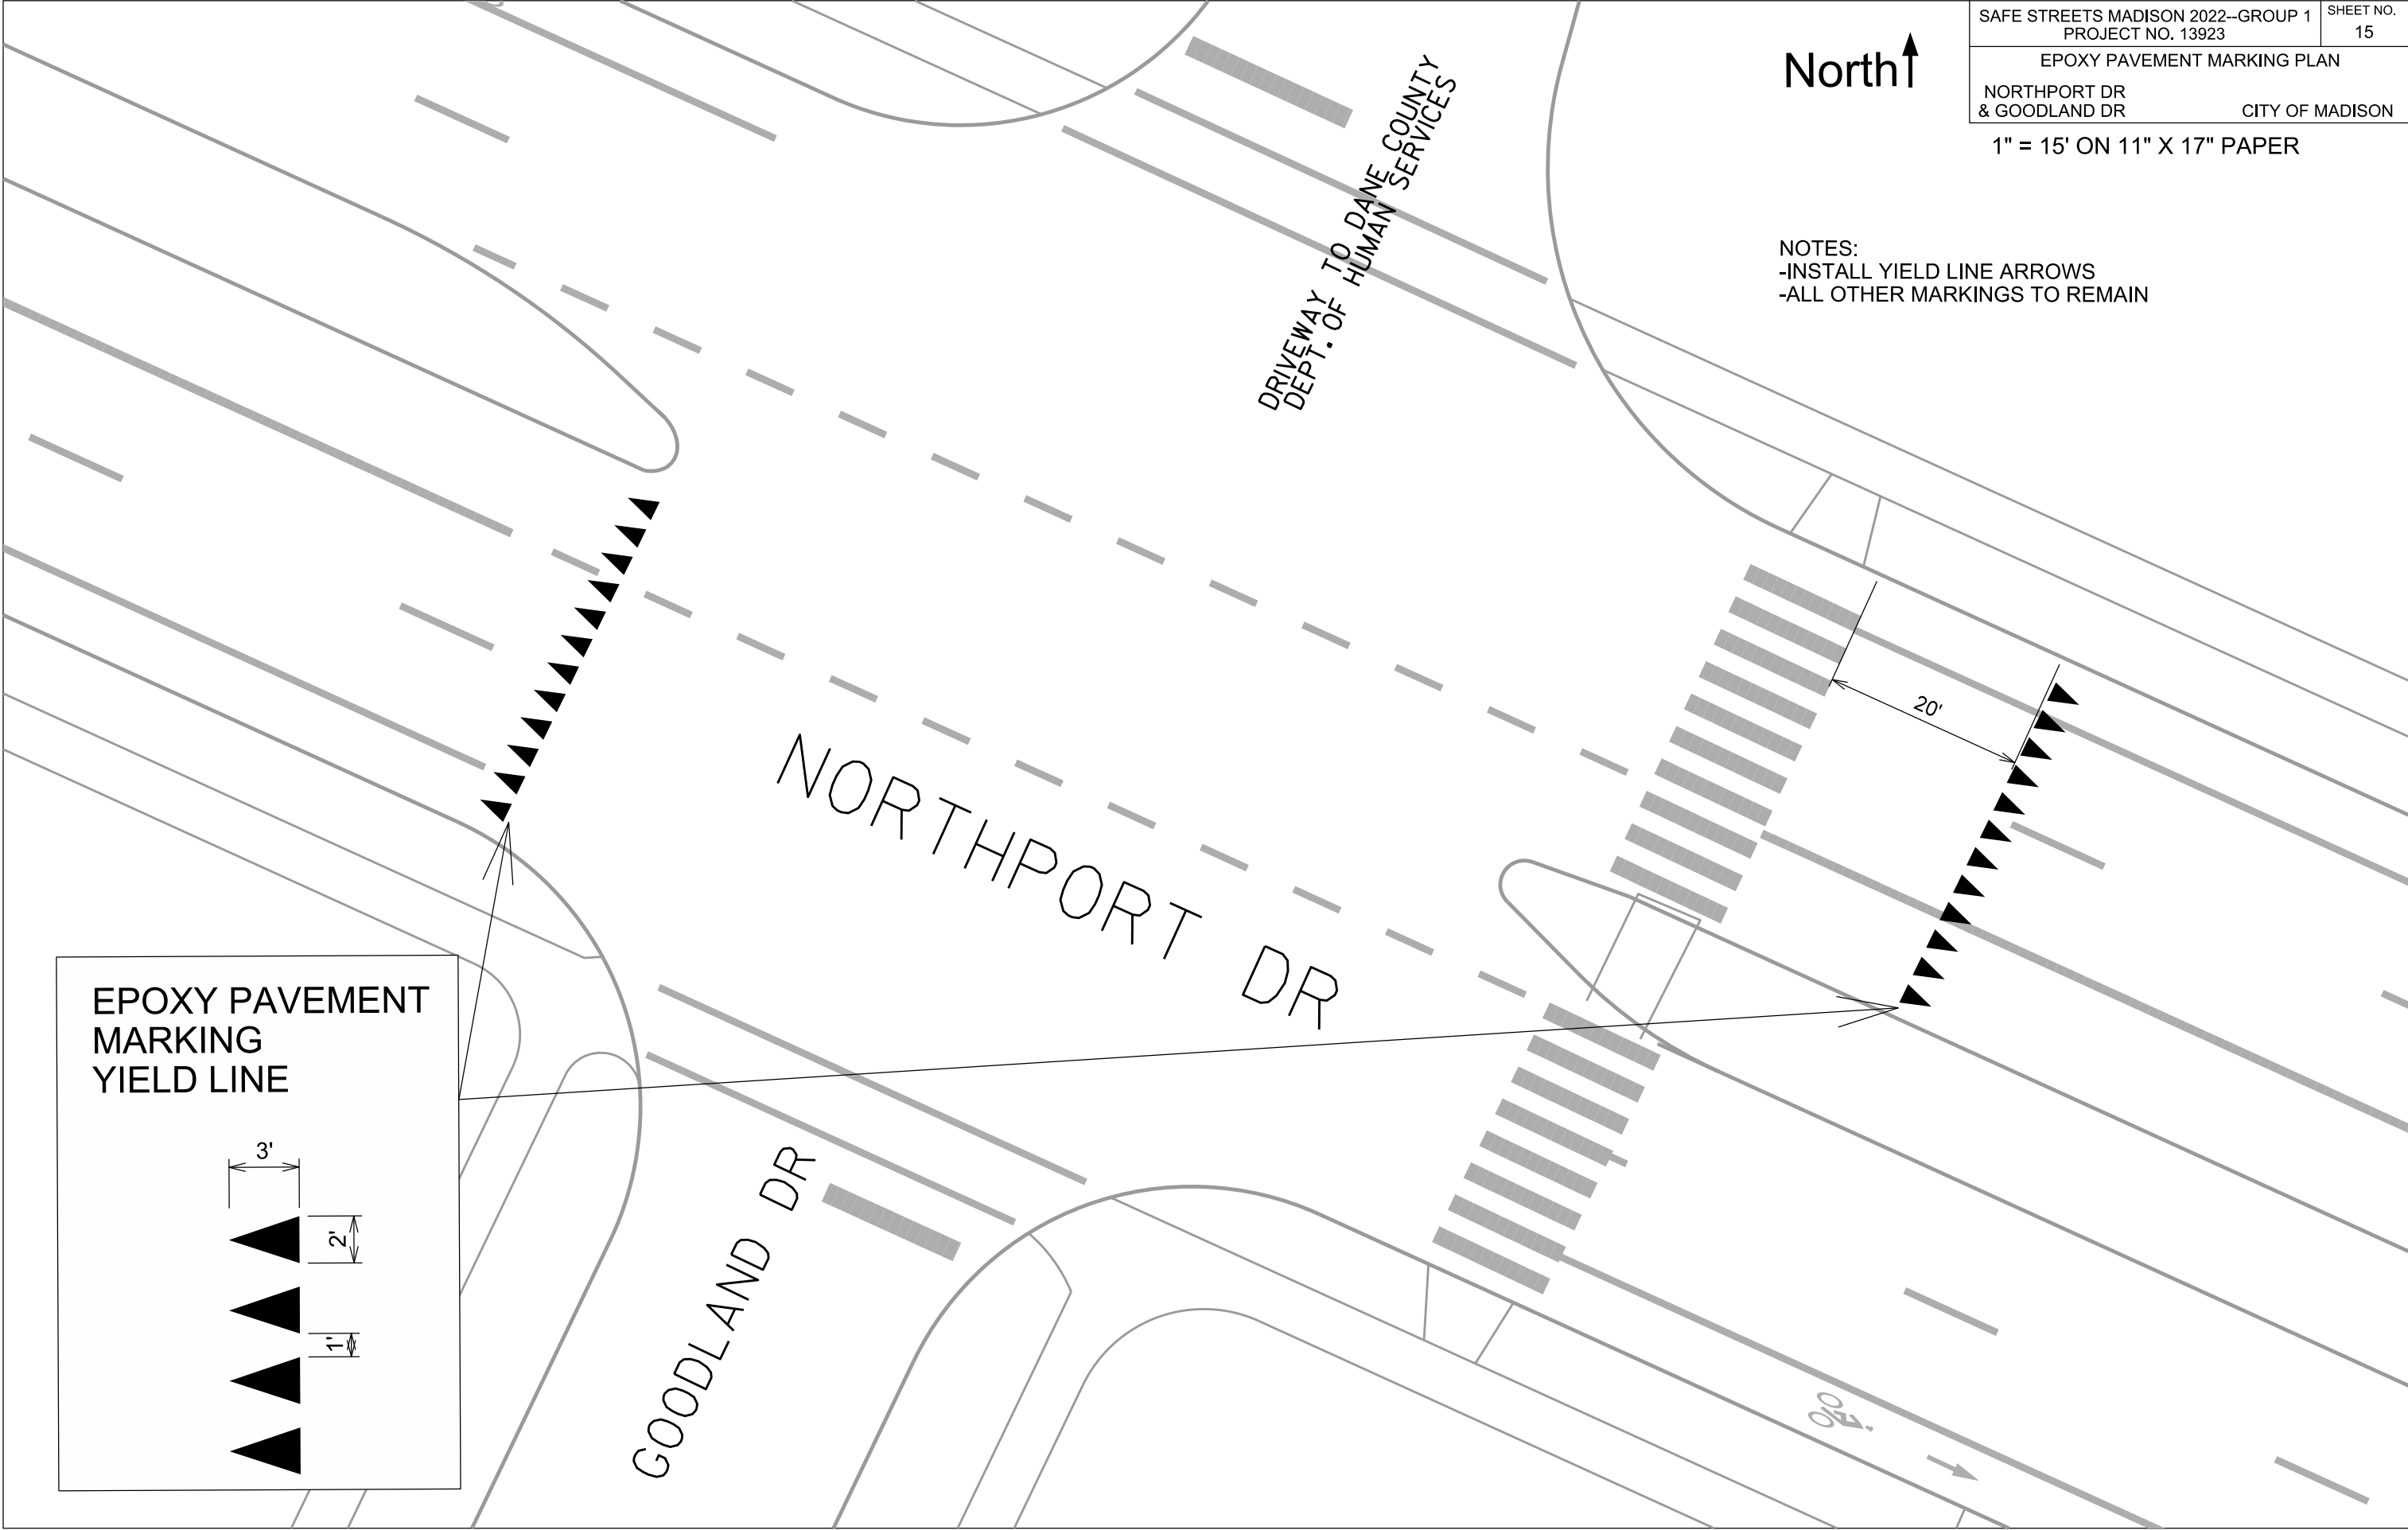 SAFE STREETS MADISON 2022--GROUP 1
PROJECT NO. 13923
SHEET NO.
15
EPOXY PAVEMENT MARKING PLAN
NORTHPORT DR
& GOODLAND DR
CITY OF MADISON
1" = 15' ON 11" X 17" PAPER
North
NOTES:
-INSTALL YIELD LINE ARROWS
-ALL OTHER MARKINGS TO REMAIN
DRIVEWAY TO DANE COUNTY
DEPT. OF HUMAN SERVICES
20'
NORTHPORT DR
GOODLAND DR
EPOXY PAVEMENT
MARKING
YIELD LINE
3'
2'
1'